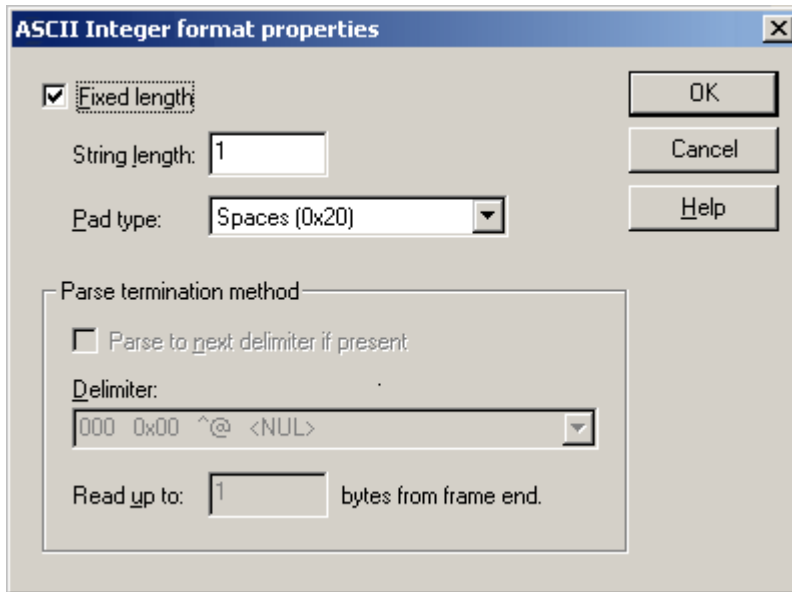 ASCII Integer format properties
Fixed length
OK
String length: 1
Cancel
Pad type: Spaces (0x20)
Help
Parse termination method
Parse to next delimiter if present
Delimiter:
000 0x00 ^@ <NUL>
Read up to: 1 bytes from frame end.